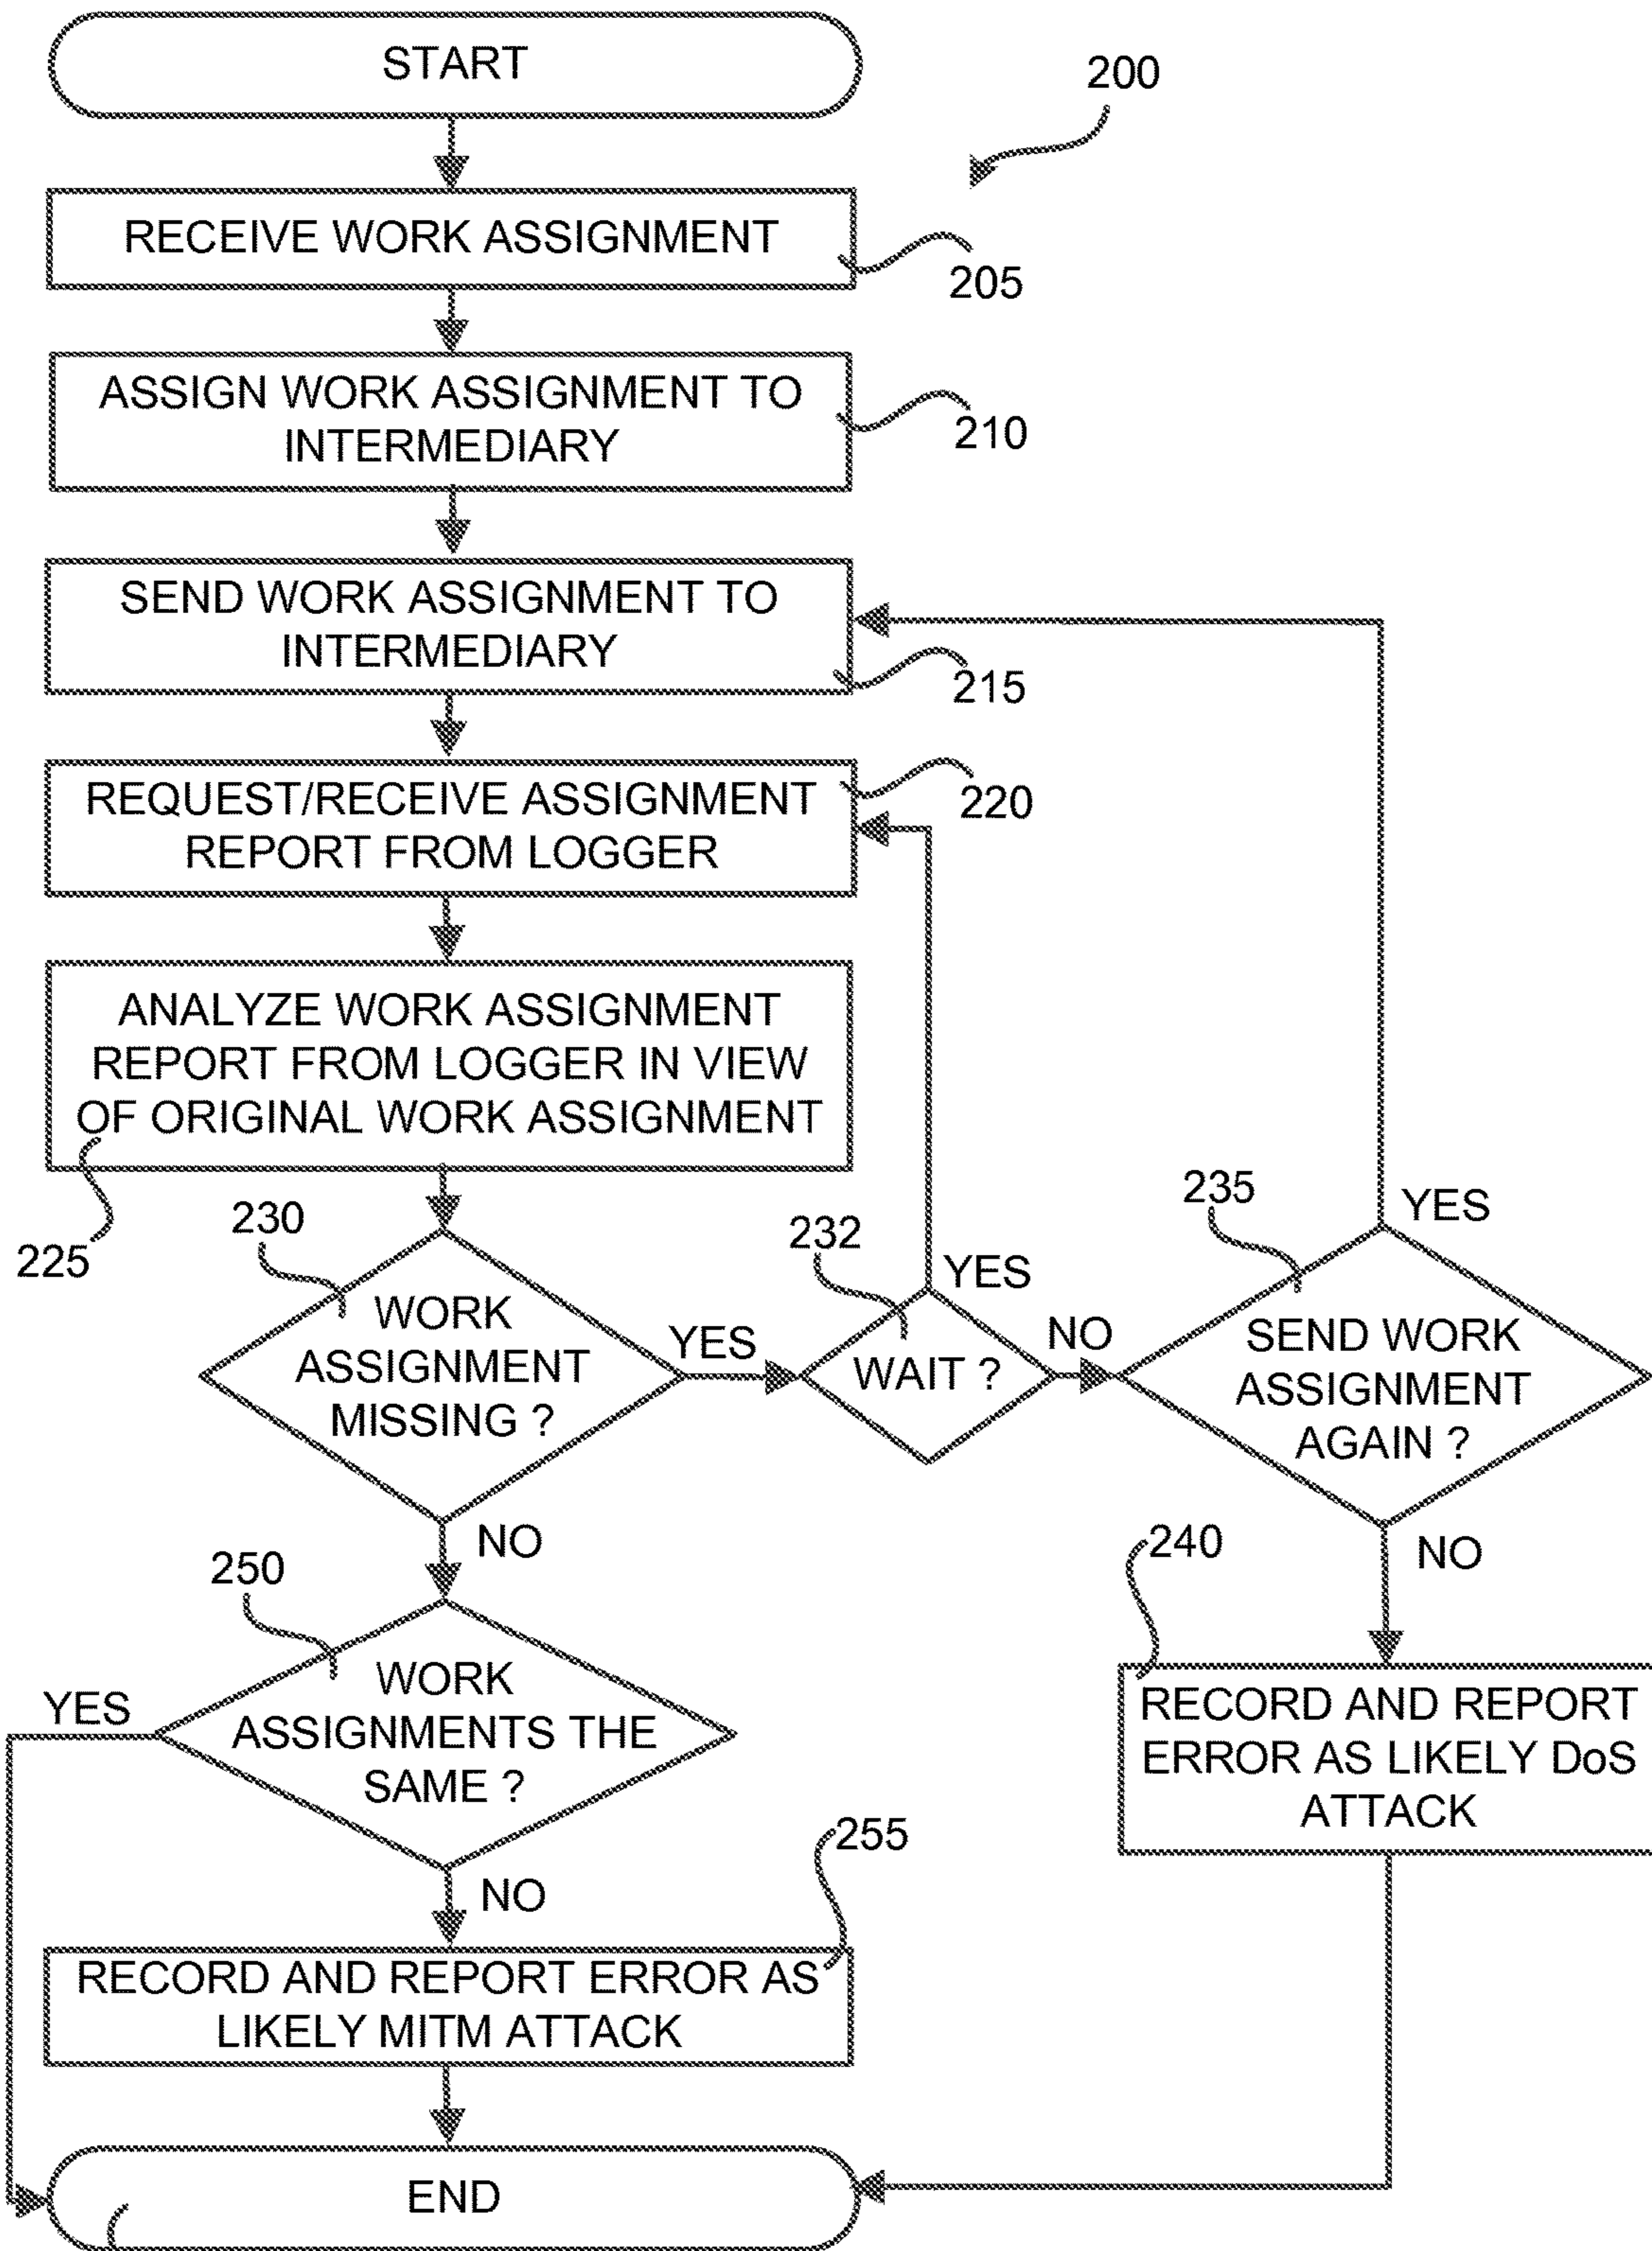 START
200
RECEIVE WORK ASSIGNMENT
205
ASSIGN WORK ASSIGNMENT TO
INTERMEDIARY
210
SEND WORK ASSIGNMENT TO
INTERMEDIARY
215
REQUEST/RECEIVE ASSIGNMENT
REPORT FROM LOGGER
220
ANALYZE WORK ASSIGNMENT
REPORT FROM LOGGER IN VIEW
OF ORIGINAL WORK ASSIGNMENT
225
230
WORK
ASSIGNMENT
MISSING ?
YES
NO
232
WAIT ?
YES
NO
235
SEND WORK
ASSIGNMENT
AGAIN ?
YES
NO
240
RECORD AND REPORT
ERROR AS LIKELY DoS
ATTACK
250
WORK
ASSIGNMENTS THE
SAME ?
YES
NO
255
RECORD AND REPORT ERROR AS
LIKELY MITM ATTACK
END